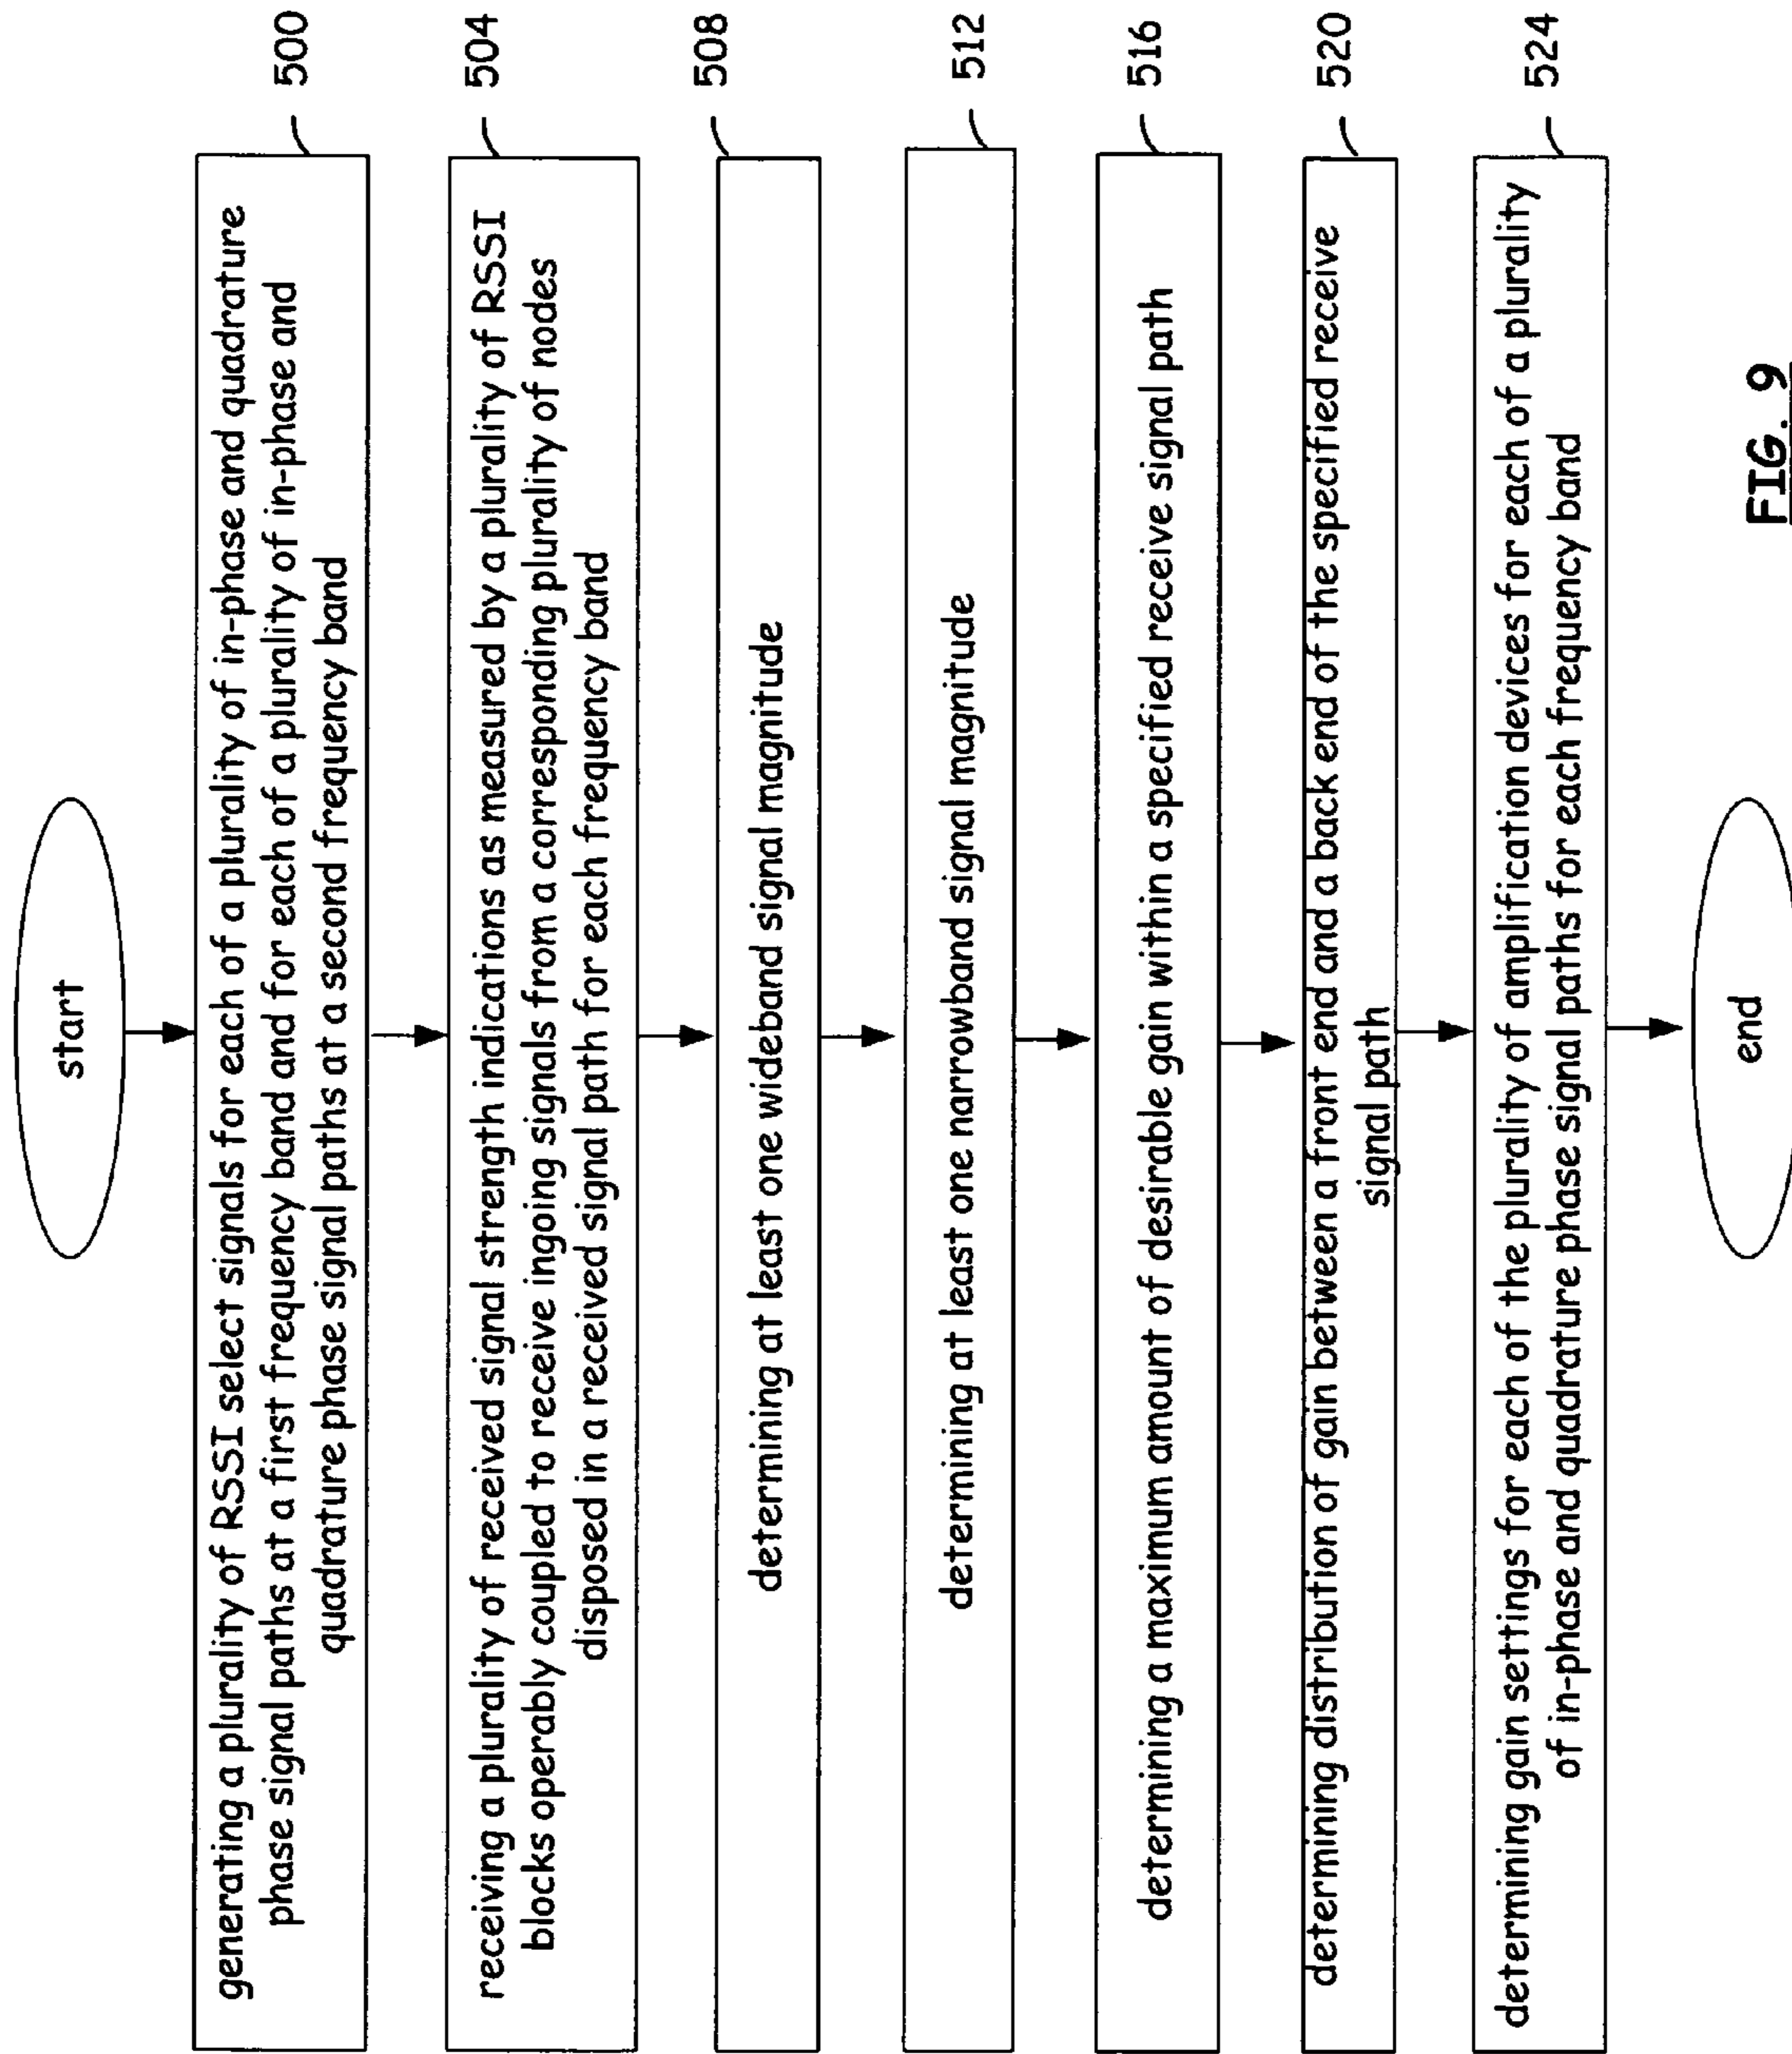 start
generating a plurality of RSSI select signals for each of a plurality of in-phase and quadrature
phase signal paths at a first frequency band and for each of a plurality of in-phase and
quadrature phase signal paths at a second frequency band
500
receiving a plurality of received signal strength indications as measured by a plurality of RSSI
blocks operably coupled to receive ingoing signals from a corresponding plurality of nodes
disposed in a received signal path for each frequency band
504
determining at least one wideband signal magnitude
508
determining at least one narrowband signal magnitude
512
determining a maximum amount of desirable gain within a specified receive signal path
516
determining distribution of gain between a front end and a back end of the specified receive
signal path
520
determining gain settings for each of the plurality of amplification devices for each of a plurality
of in-phase and quadrature phase signal paths for each frequency band
524
end
FIG. 9